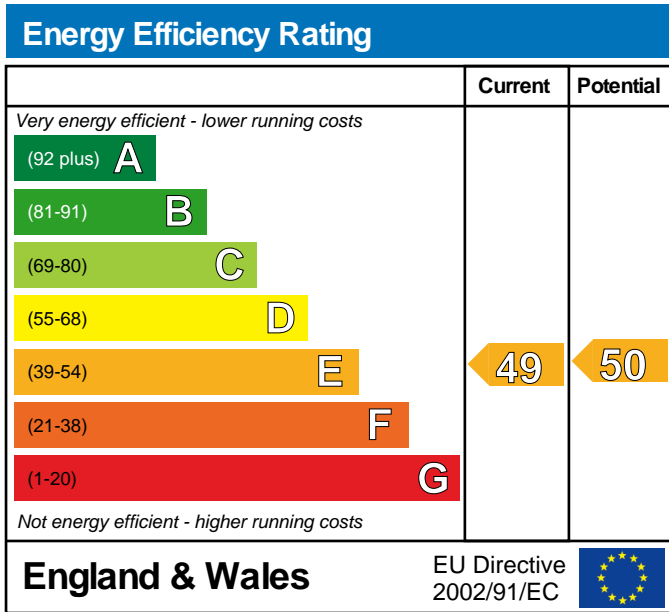 Energy Efficiency Rating
Current Potential
Very energy efficient - lower running costs
(92 plus) A
(81-91) B
(69-80) C
(55-68) D
(39-54) E 49 50
(21-38) F
(1-20) G
Not energy efficient - higher running costs
England & Wales
EU Directive
2002/91/EC